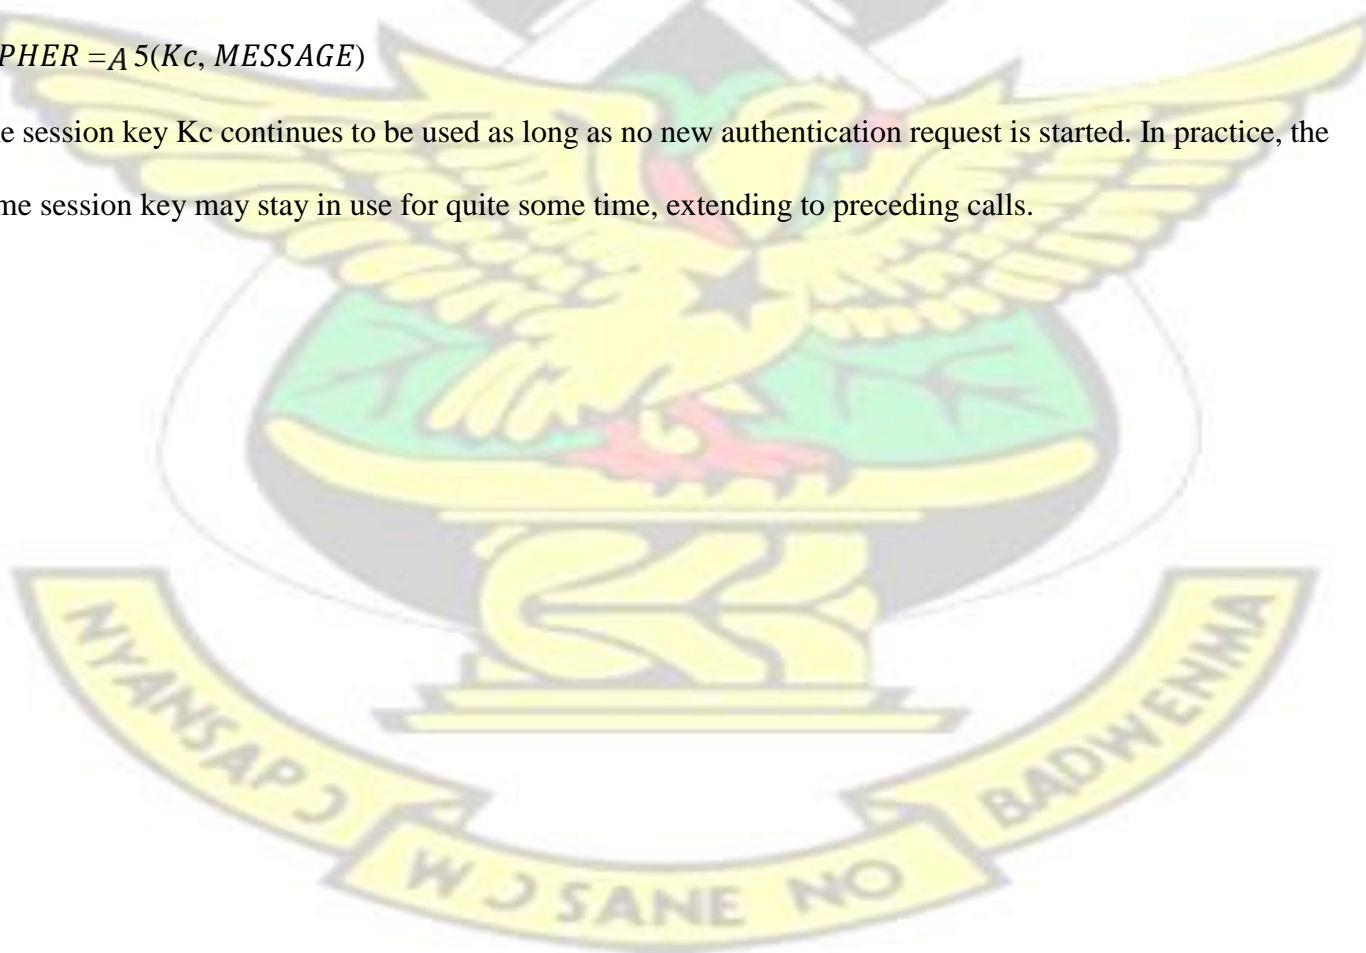 PHER = A 5(Kc, MESSAGE)
e session key Kc continues to be used as long as no new authentication request is started. In practice, the
me session key may stay in use for quite some time, extending to preceding calls.
NYANSAPƆ
WƆ SANE NO
BADWENMA